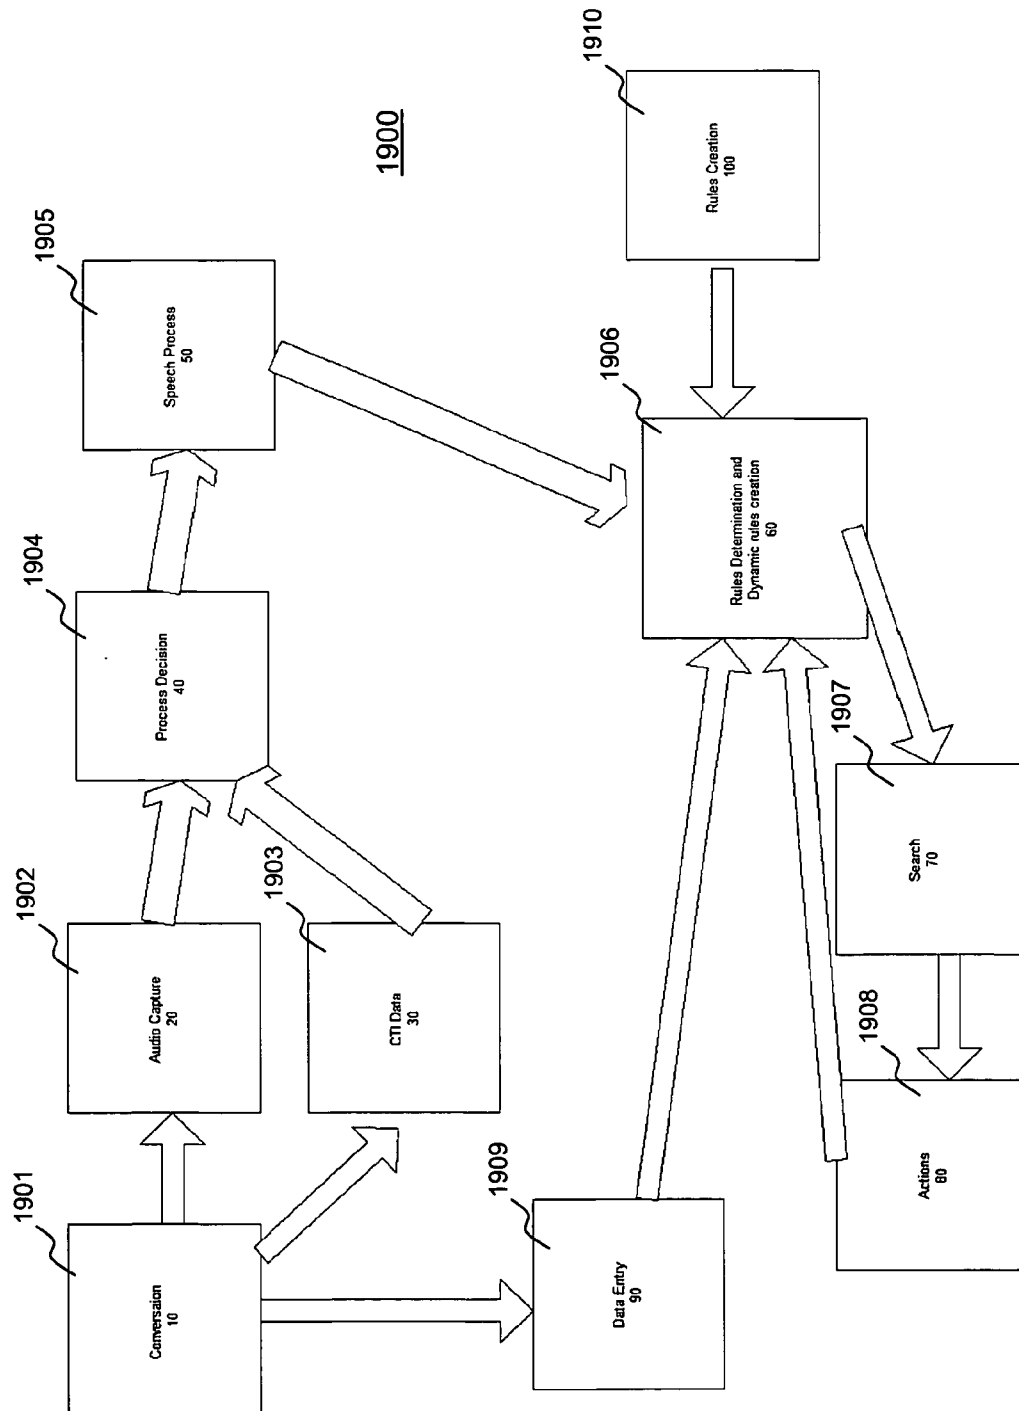 1901
Conversaion
10
1902
Audio Capture
20
1904
Process Decision
40
1905
Speech Process
50
1903
CTI Data
30
1900
1909
Data Entry
90
1906
Rules Determination and
Dynamic rules creation
60
1910
Rules Creation
100
1908
Actions
80
1907
Search
70